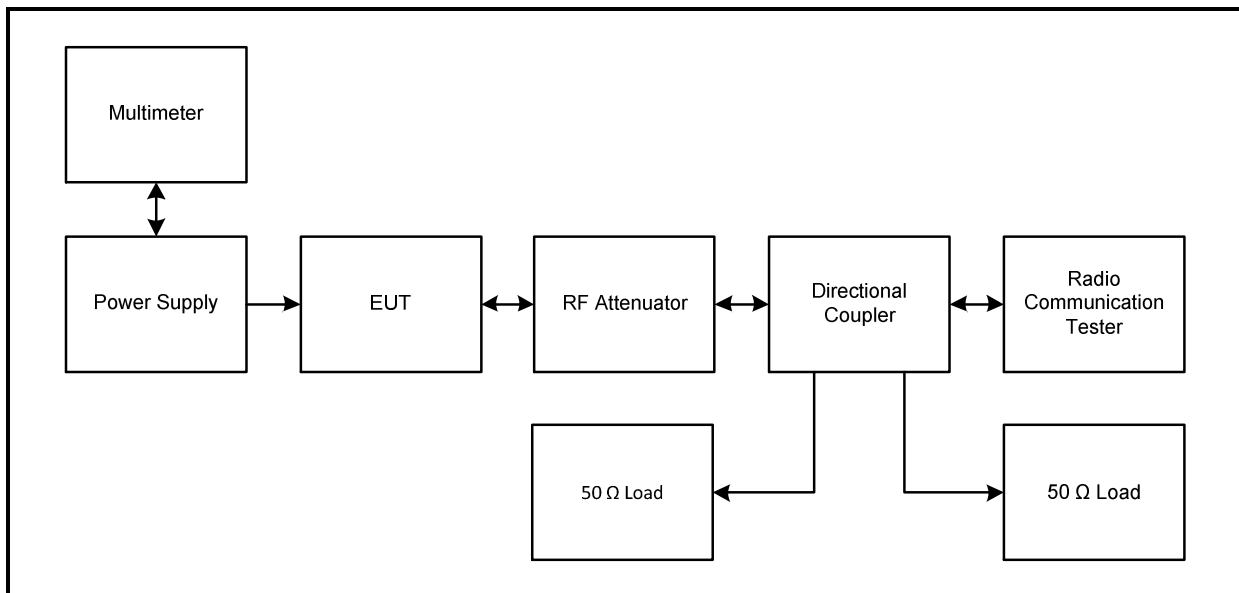 Multimeter
Power Supply
EUT
RF Attenuator
Directional
Coupler
Radio
Communication
Tester
50 Ω Load
50 Ω Load